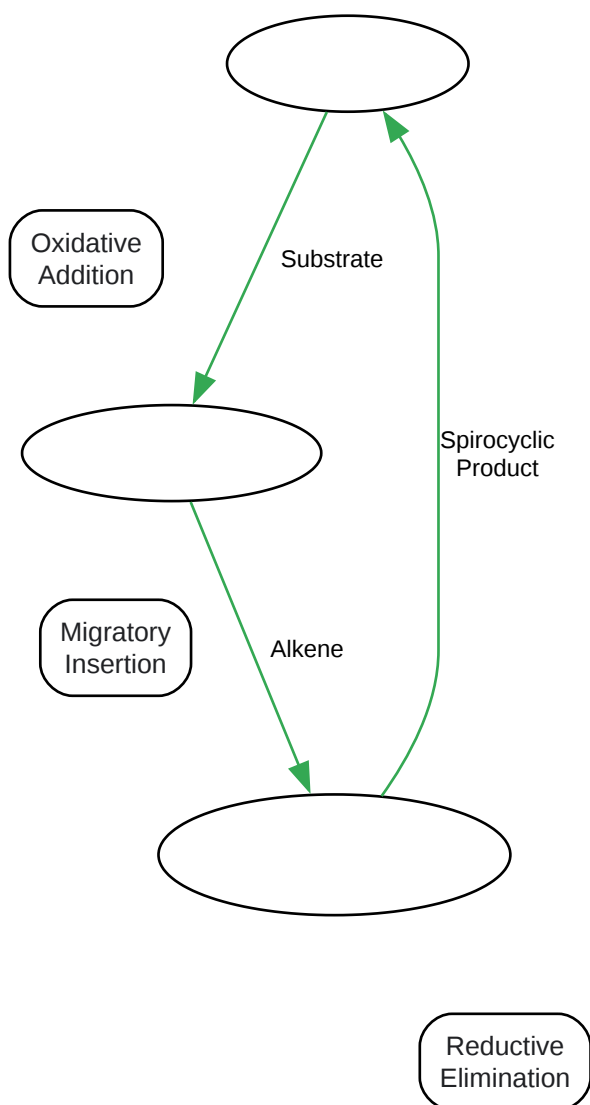 Oxidative
Addition
Substrate
Spirocyclic
Product
Migratory
Insertion
Alkene
Reductive
Elimination